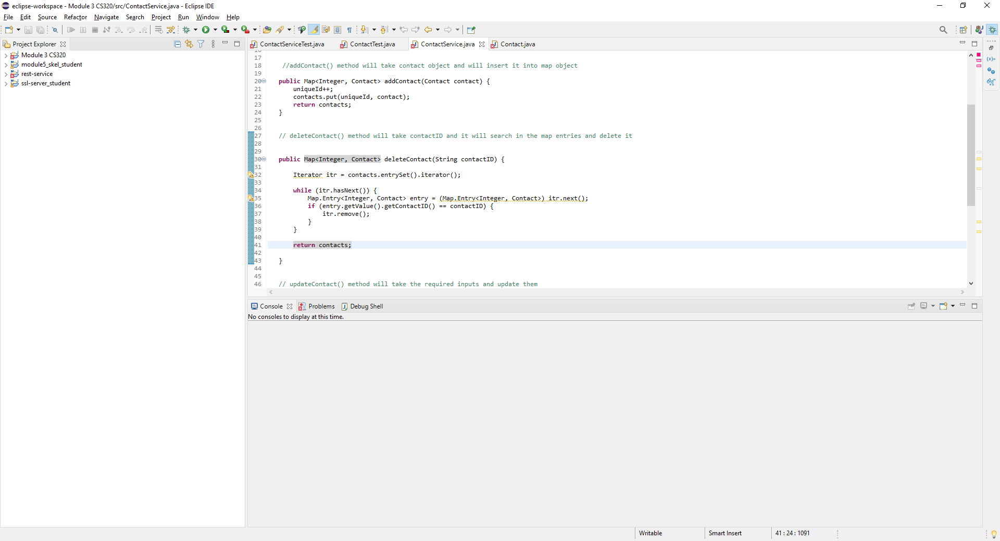 eclipse-workspace - Module 3 CS320/src/ContactService.java - Eclipse IDE
File Edit Source Refactor Navigate Search Project Run Window Help
Project Explorer
Module 3 CS320
module5_skel_student
rest-service
ssl-server_student
ContactServiceTest.java ContactTest.java ContactService.java Contact.java
17
18 //addContact() method will take contact object and will insert it into map object
19
20 public Map<Integer, Contact> addContact(Contact contact) {
21 uniqueId++;
22 contacts.put(uniqueId, contact);
23 return contacts;
24 }
25
26
27 // deleteContact() method will take contactID and it will search in the map entries and delete it
28
29
30 public Map<Integer, Contact> deleteContact(String contactID) {
31
32 Iterator itr = contacts.entrySet().iterator();
33
34 while (itr.hasNext()) {
35 Map.Entry<Integer, Contact> entry = (Map.Entry<Integer, Contact>) itr.next();
36 if (entry.getValue().getContactID() == contactID) {
37 itr.remove();
38 }
39 }
40
41 return contacts;
42
43 }
44
45
46 // updateContact() method will take the required inputs and update them
(x)=
Console Problems Debug Shell
No consoles to display at this time.
Writable Smart Insert 41 : 24 : 1091